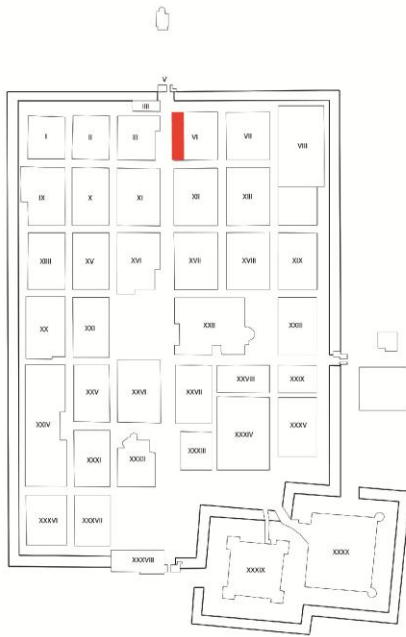 V
IIII
I II III VI VII VIII
IX X XI XII XIII
XIIII XV XVI XVII XVIII XIX
XX XXI XXII XXIII
XXIV XXV XXVI XXVII XXVIII XXIX
XXXI XXXII XXXIII XXXIV XXXV
XXXVI XXXVII
XXXVIII XXXIX XXXX